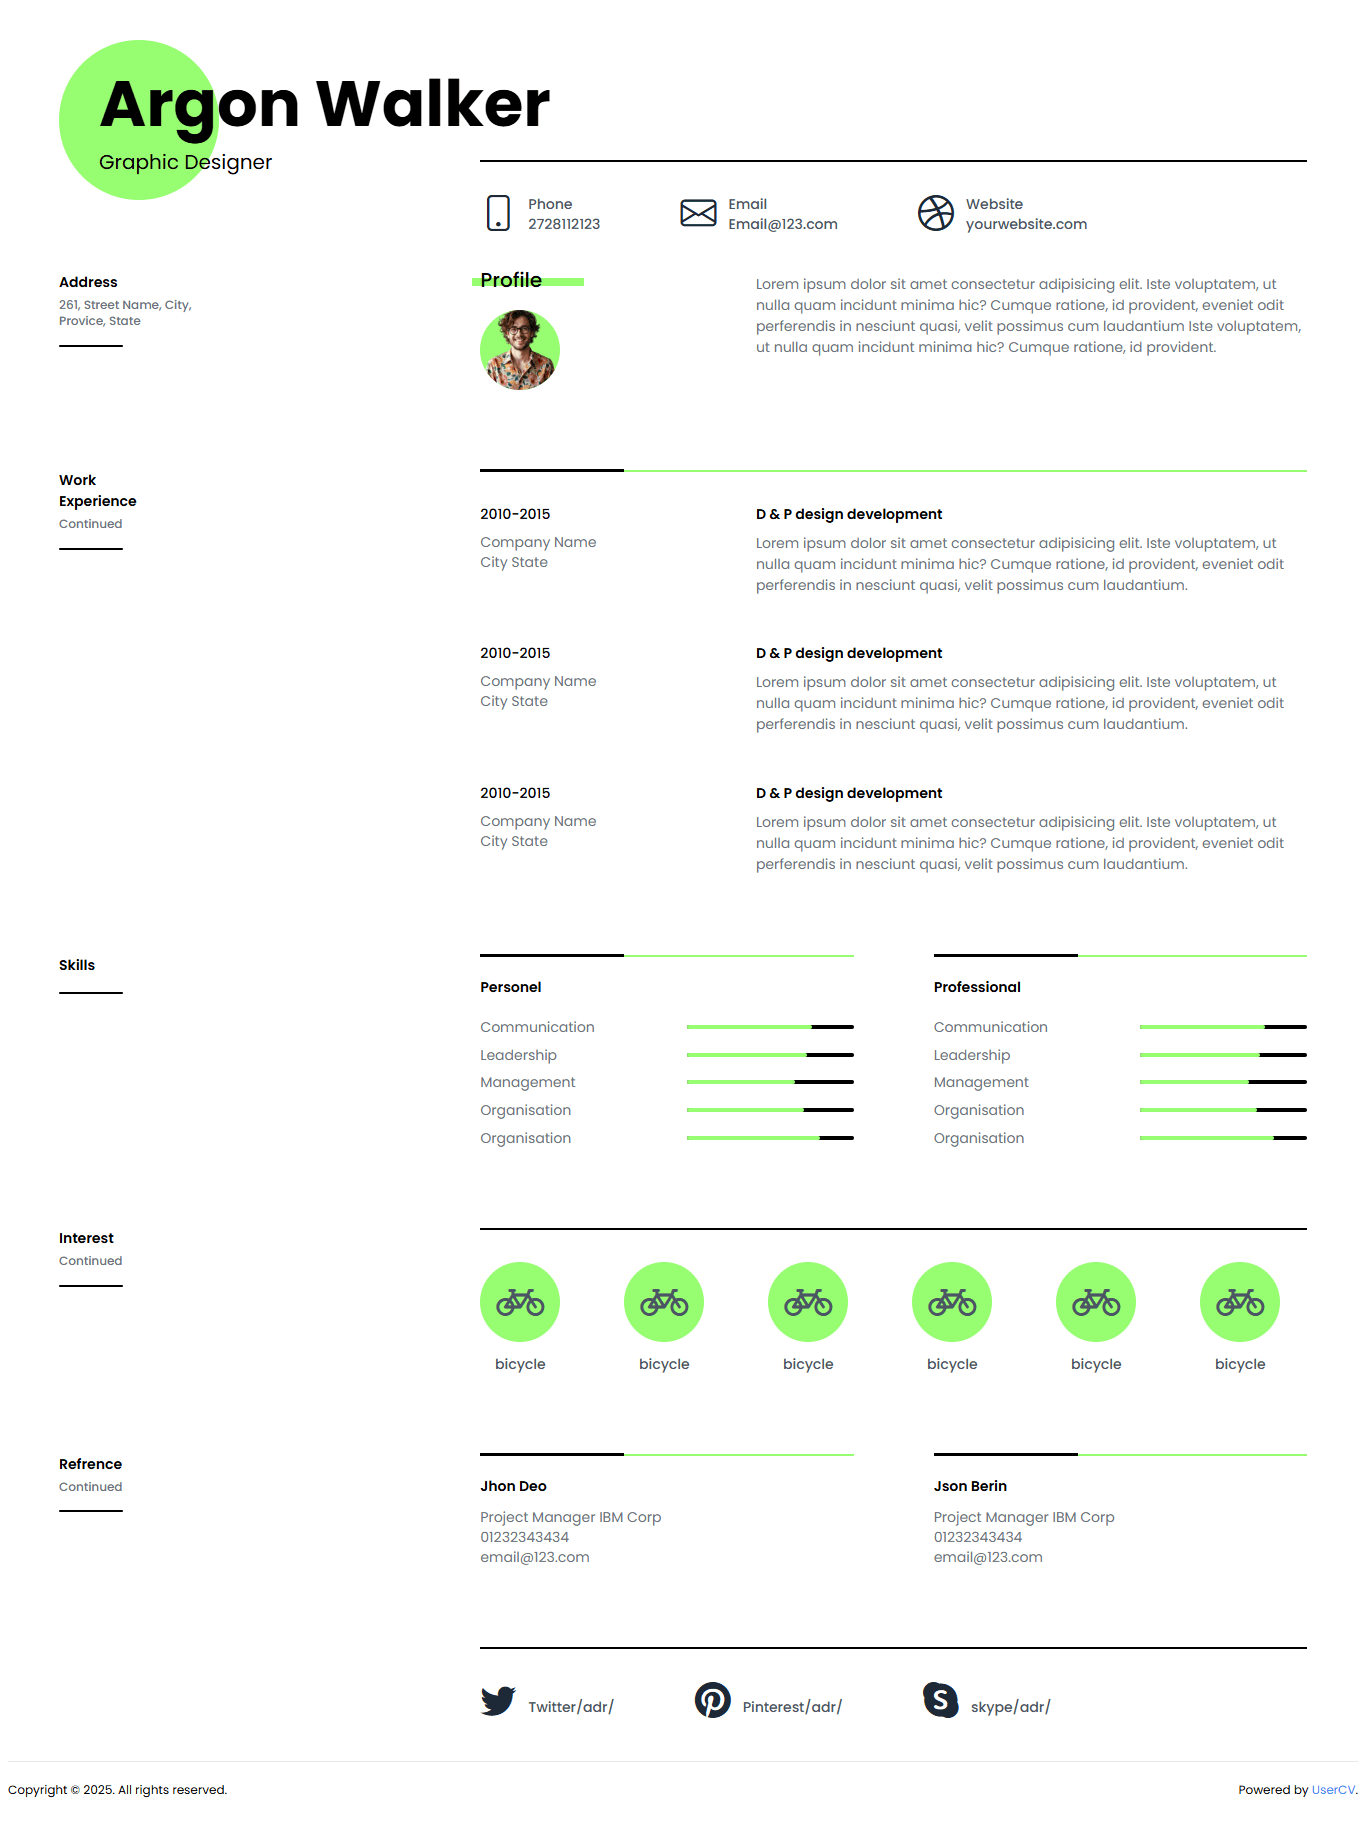 Argon Walker
Graphic Designer
Phone
2728112123
Email
Email@123.com
Website
yourwebsite.com
Address
261, Street Name, City,
Provice, State
Profile
Lorem ipsum dolor sit amet consectetur adipisicing elit. Iste voluptatem, ut
nulla quam incidunt minima hic? Cumque ratione, id provident, eveniet odit
perferendis in nesciunt quasi, velit possimus cum laudantium Iste voluptatem,
ut nulla quam incidunt minima hic? Cumque ratione, id provident.
Work
Experience
Continued
2010-2015
Company Name
City State
D & P design development
Lorem ipsum dolor sit amet consectetur adipisicing elit. Iste voluptatem, ut
nulla quam incidunt minima hic? Cumque ratione, id provident, eveniet odit
perferendis in nesciunt quasi, velit possimus cum laudantium.
2010-2015
Company Name
City State
D & P design development
Lorem ipsum dolor sit amet consectetur adipisicing elit. Iste voluptatem, ut
nulla quam incidunt minima hic? Cumque ratione, id provident, eveniet odit
perferendis in nesciunt quasi, velit possimus cum laudantium.
2010-2015
Company Name
City State
D & P design development
Lorem ipsum dolor sit amet consectetur adipisicing elit. Iste voluptatem, ut
nulla quam incidunt minima hic? Cumque ratione, id provident, eveniet odit
perferendis in nesciunt quasi, velit possimus cum laudantium.
Skills
Personel
Communication
Leadership
Management
Organisation
Organisation
Professional
Communication
Leadership
Management
Organisation
Organisation
Interest
Continued
bicycle
bicycle
bicycle
bicycle
bicycle
bicycle
Refrence
Continued
Jhon Deo
Project Manager IBM Corp
01232343434
email@123.com
Json Berin
Project Manager IBM Corp
01232343434
email@123.com
Twitter/adr/
Pinterest/adr/
skype/adr/
Copyright © 2025. All rights reserved.
Powered by UserCV.